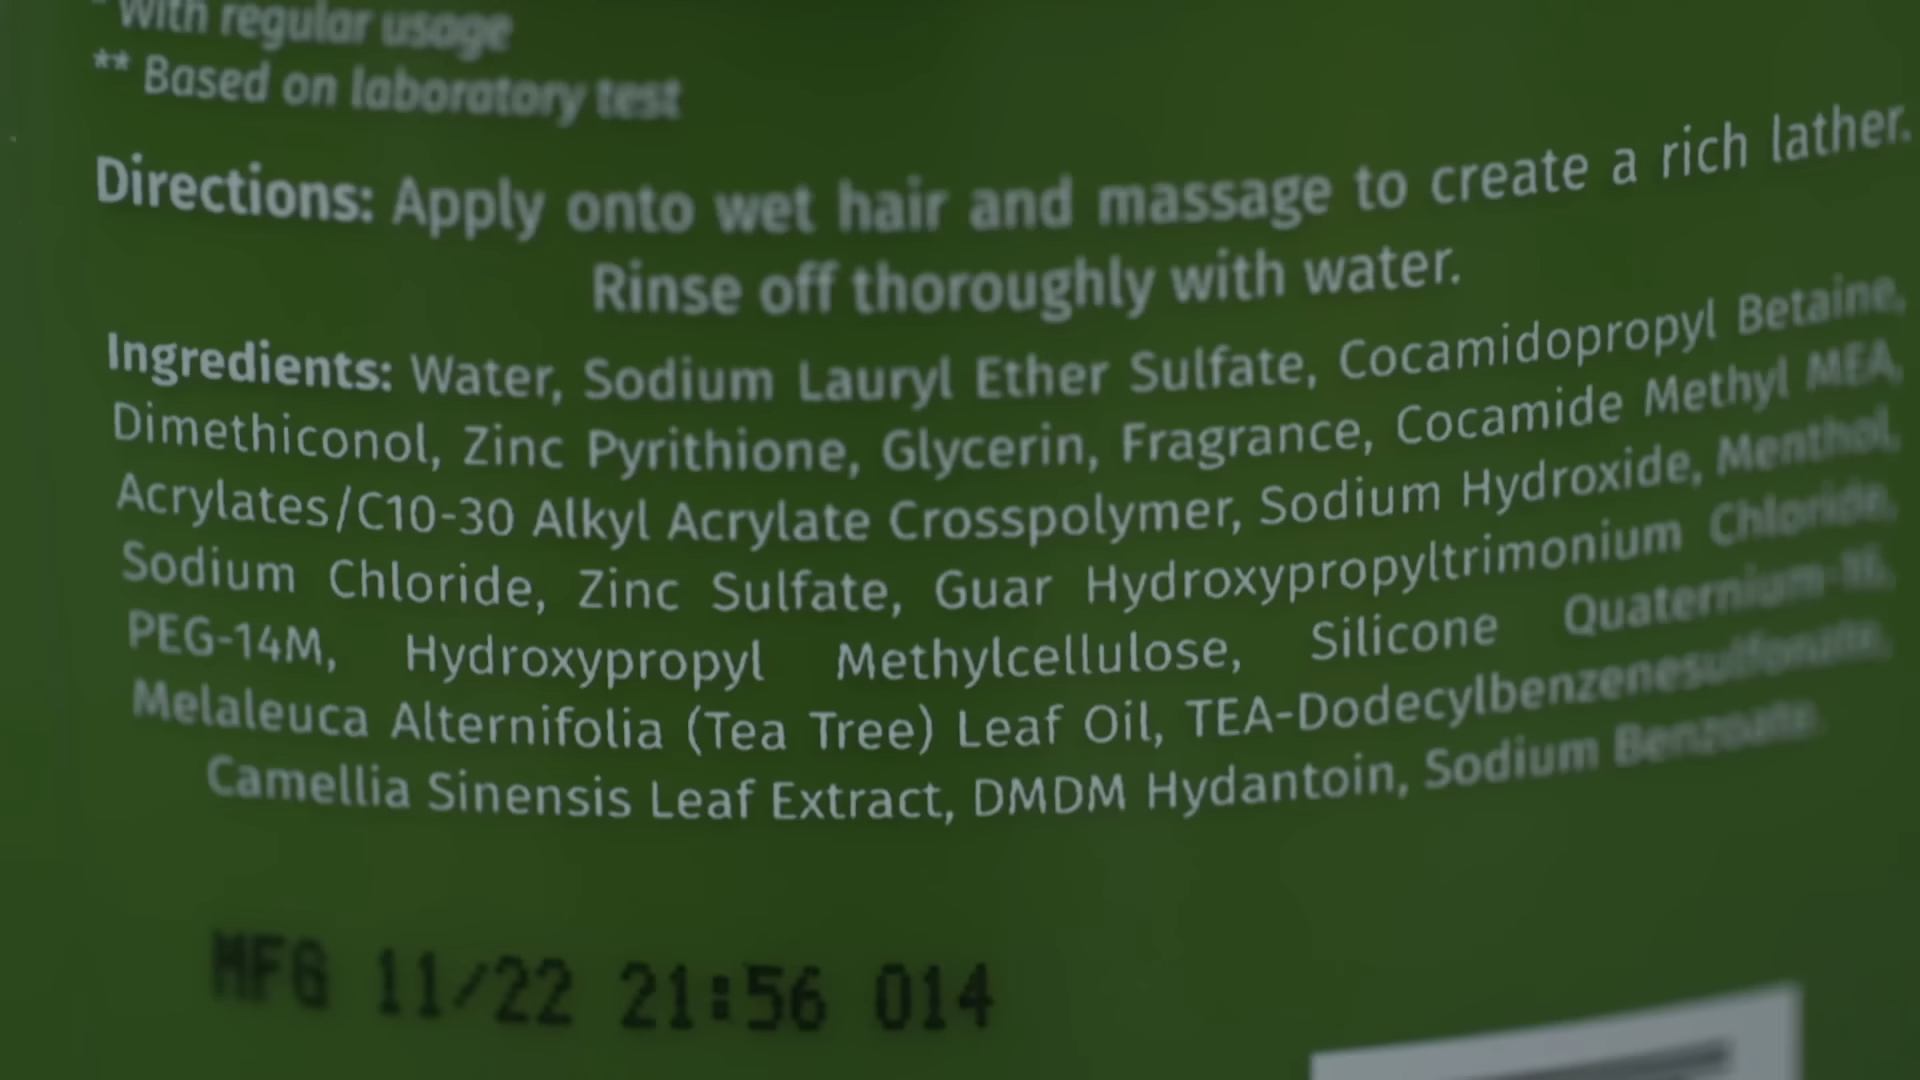 * With regular usage
** Based on laboratory test
Directions: Apply onto wet hair and massage to create a rich lather.
Rinse off thoroughly with water.
Ingredients: Water, Sodium Lauryl Ether Sulfate, Cocamidopropyl Betaine,
Dimethiconol, Zinc Pyrithione, Glycerin, Fragrance, Cocamide Methyl MEA,
Acrylates/C10-30 Alkyl Acrylate Crosspolymer, Sodium Hydroxide, Menthol,
Sodium Chloride, Zinc Sulfate, Guar Hydroxypropyltrimonium Chloride,
PEG-14M, Hydroxypropyl Methylcellulose, Silicone Quaternium-16,
Melaleuca Alternifolia (Tea Tree) Leaf Oil, TEA-Dodecylbenzenesulfonate,
Camellia Sinensis Leaf Extract, DMDM Hydantoin, Sodium Benzoate.
MFG 11/22 21:56 014